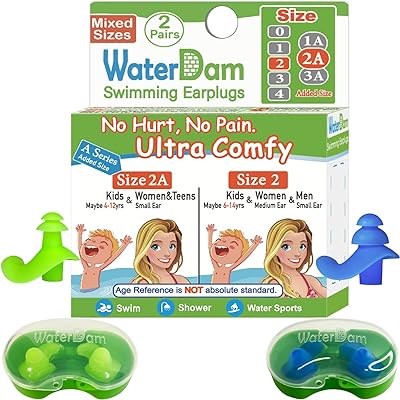 Mixed
Sizes
2
Pairs
WaterDam
Swimming Earplugs
Size
0
1
2
3
4
1A
2A
3A
Added Size
WaterDam
Swimming Earplugs
No Hurt, No Pain.
Ultra Comfy
A Series
Added Size
Size 2A
Kids & Women&Teens
Maybe 4-12yrs Small Ear
Size 2
Kids & Women & Men
Maybe 6-14yrs Medium Ear Small Ear
Age Reference is NOT absolute standard.
Swim Shower Water Sports
WaterDam
WaterDam